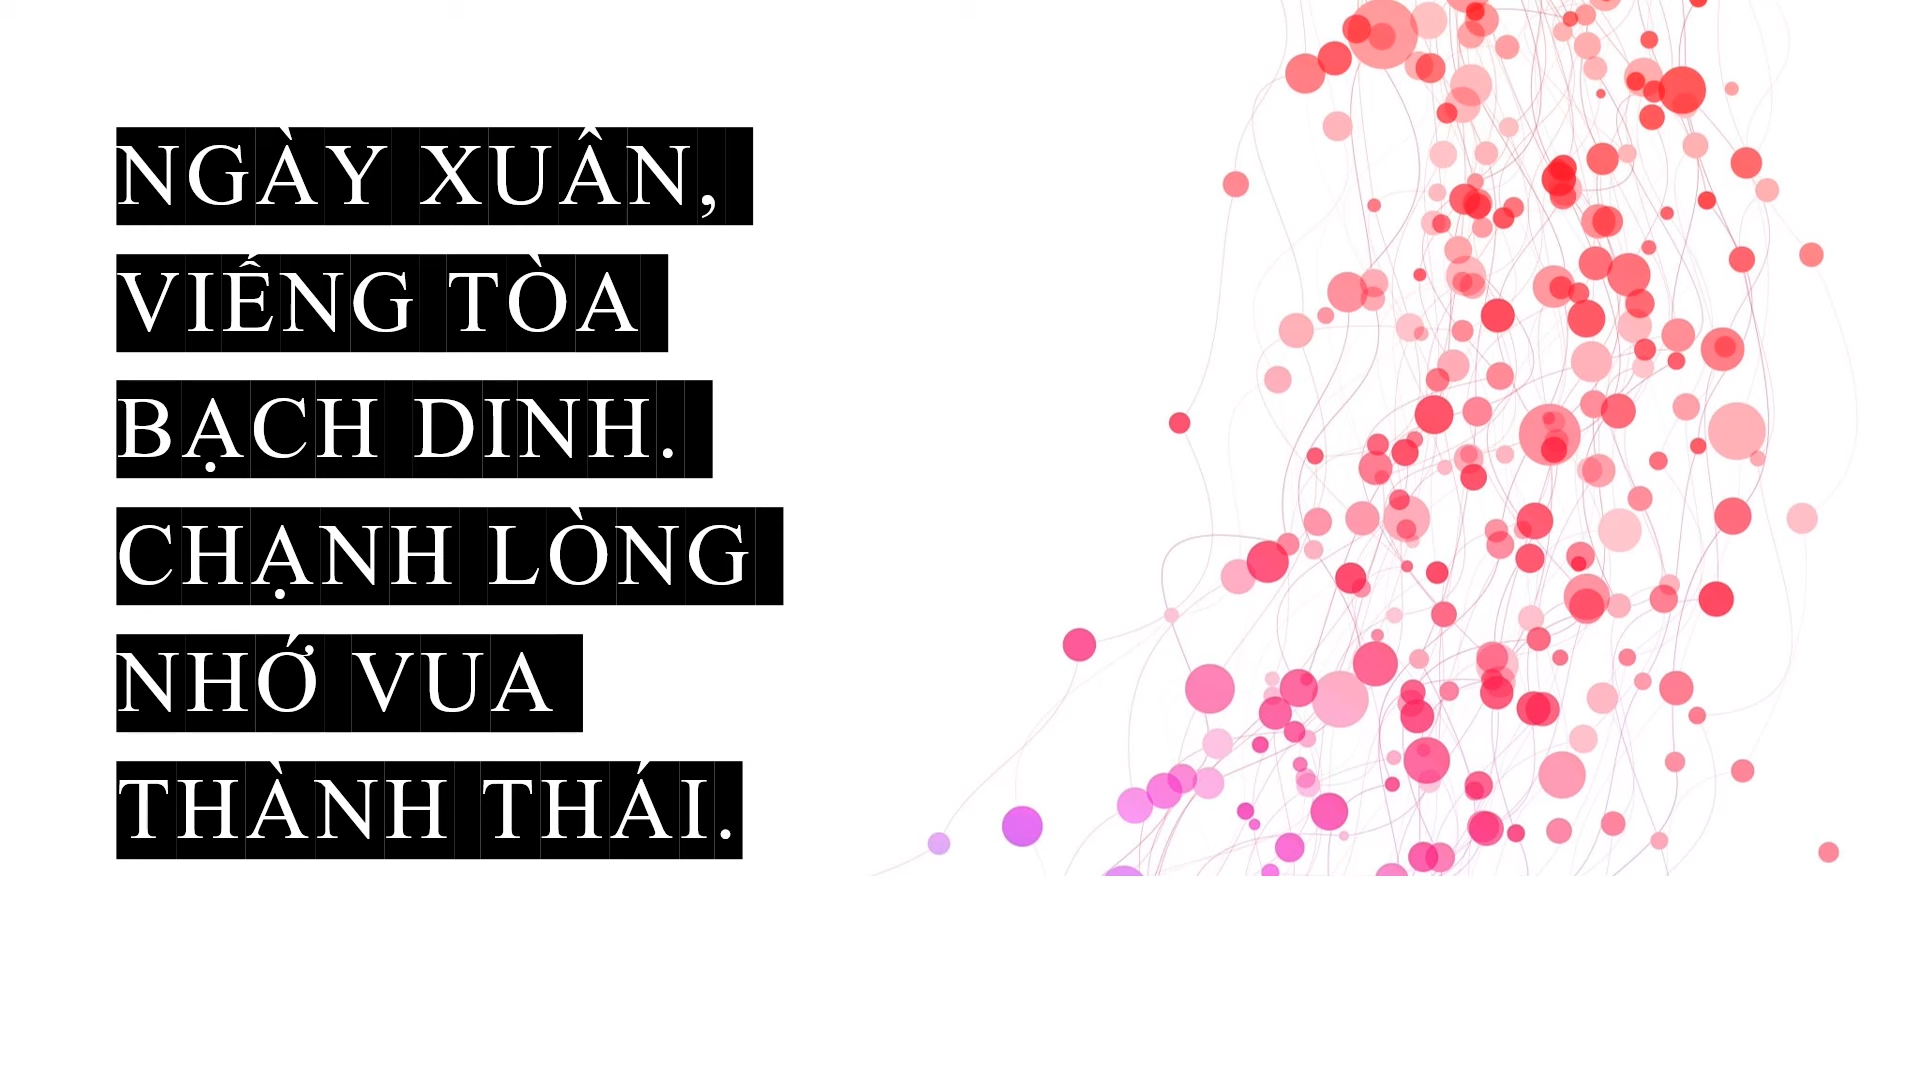 NGÀY XUÂN,
VIẾNG TÒA
BẠCH DINH.
CHẠNH LÒNG
NHỚ VUA
THÀNH THÁI.